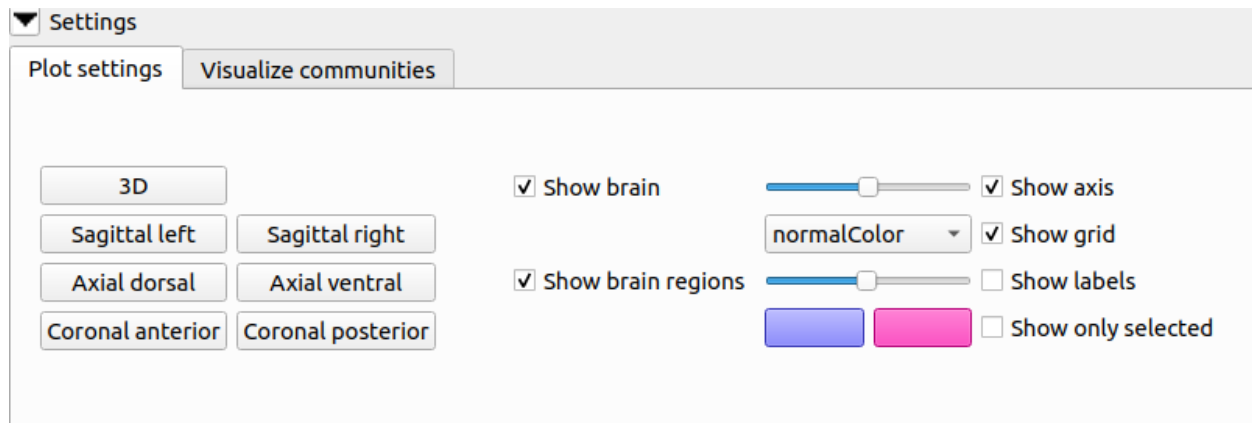 Settings
Plot settings Visualize communities
3D Show brain Show axis
Sagittal left Sagittal right normalColor Show grid
Axial dorsal Axial ventral Show brain regions Show labels
Coronal anterior Coronal posterior Show only selected